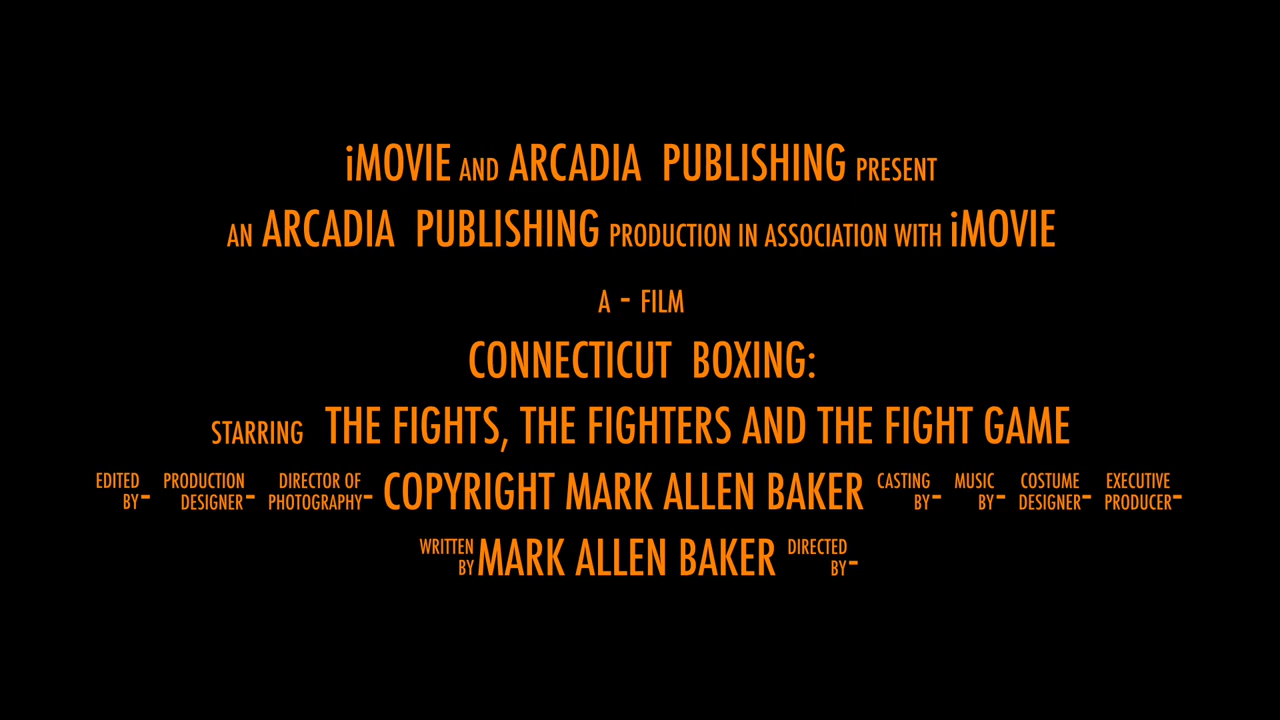 iMOVIE AND ARCADIA PUBLISHING PRESENT
AN ARCADIA PUBLISHING PRODUCTION IN ASSOCIATION WITH iMOVIE
A - FILM
CONNECTICUT BOXING:
STARRING THE FIGHTS, THE FIGHTERS AND THE FIGHT GAME
EDITED BY- PRODUCTION DESIGNER- DIRECTOR OF PHOTOGRAPHY- COPYRIGHT MARK ALLEN BAKER CASTING BY- MUSIC BY- COSTUME DESIGNER- EXECUTIVE PRODUCER-
WRITTEN BY MARK ALLEN BAKER DIRECTED BY-